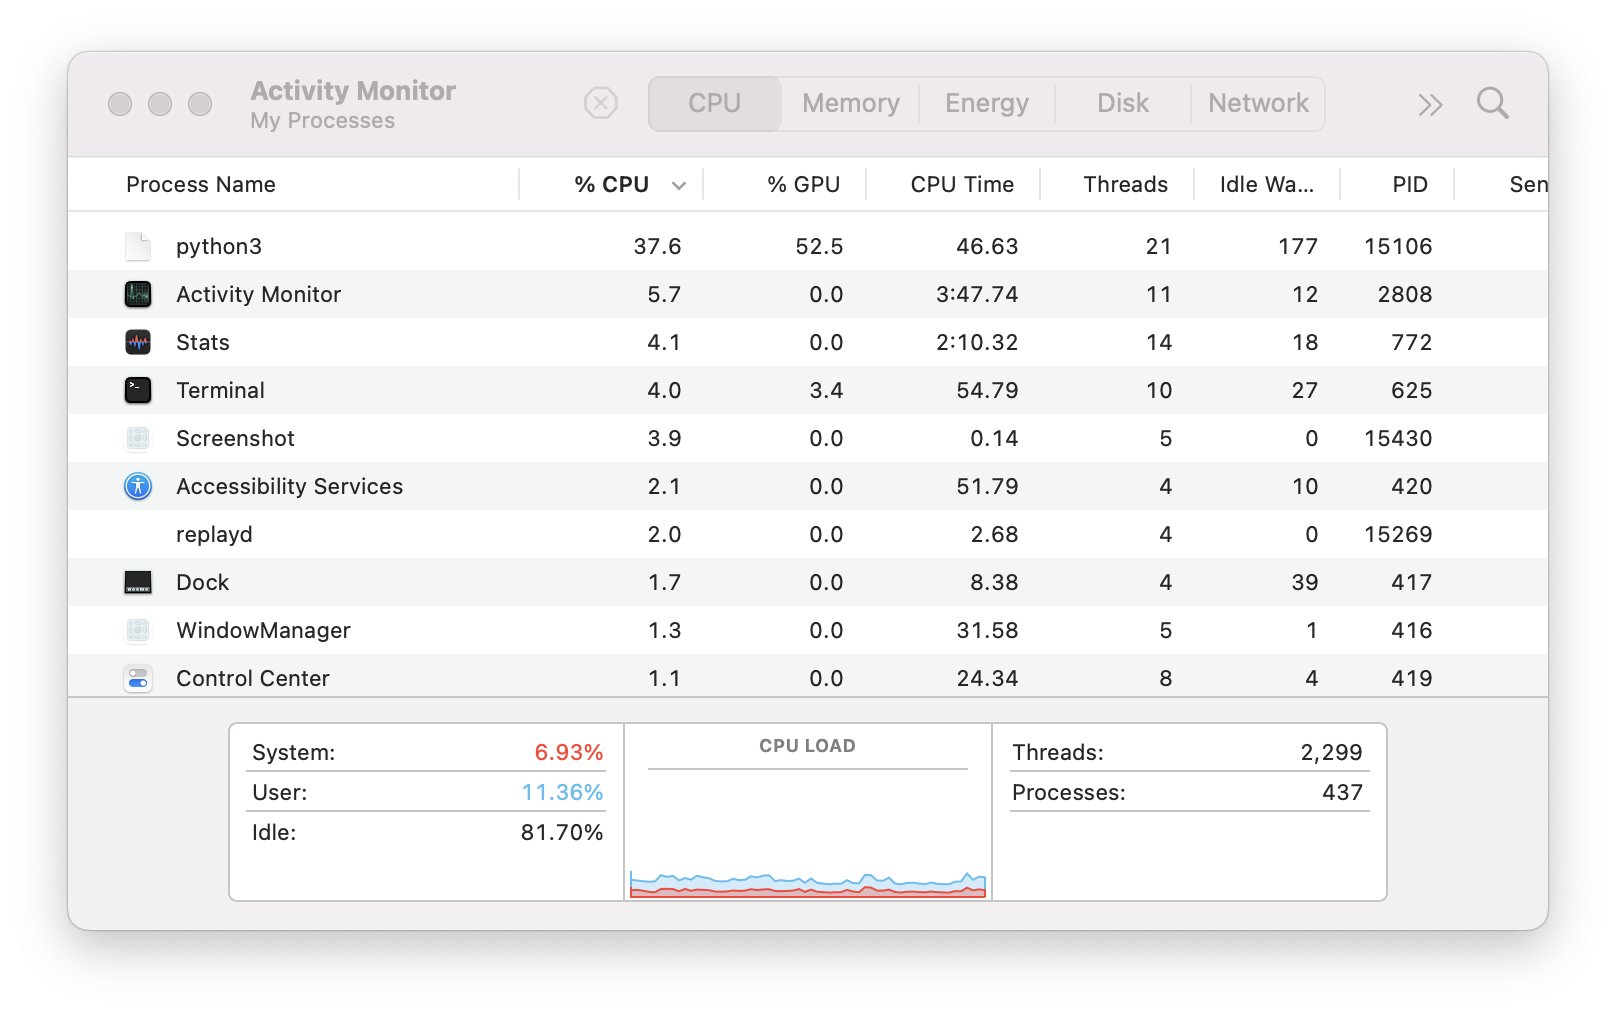 Activity Monitor
My Processes
CPU Memory Energy Disk Network
Process Name % CPU % GPU CPU Time Threads Idle Wa... PID Sen
python3 37.6 52.5 46.63 21 177 15106
Activity Monitor 5.7 0.0 3:47.74 11 12 2808
Stats 4.1 0.0 2:10.32 14 18 772
Terminal 4.0 3.4 54.79 10 27 625
Screenshot 3.9 0.0 0.14 5 0 15430
Accessibility Services 2.1 0.0 51.79 4 10 420
replayd 2.0 0.0 2.68 4 0 15269
Dock 1.7 0.0 8.38 4 39 417
WindowManager 1.3 0.0 31.58 5 1 416
Control Center 1.1 0.0 24.34 8 4 419
System: 6.93%
User: 11.36%
Idle: 81.70%
CPU LOAD
Threads: 2,299
Processes: 437